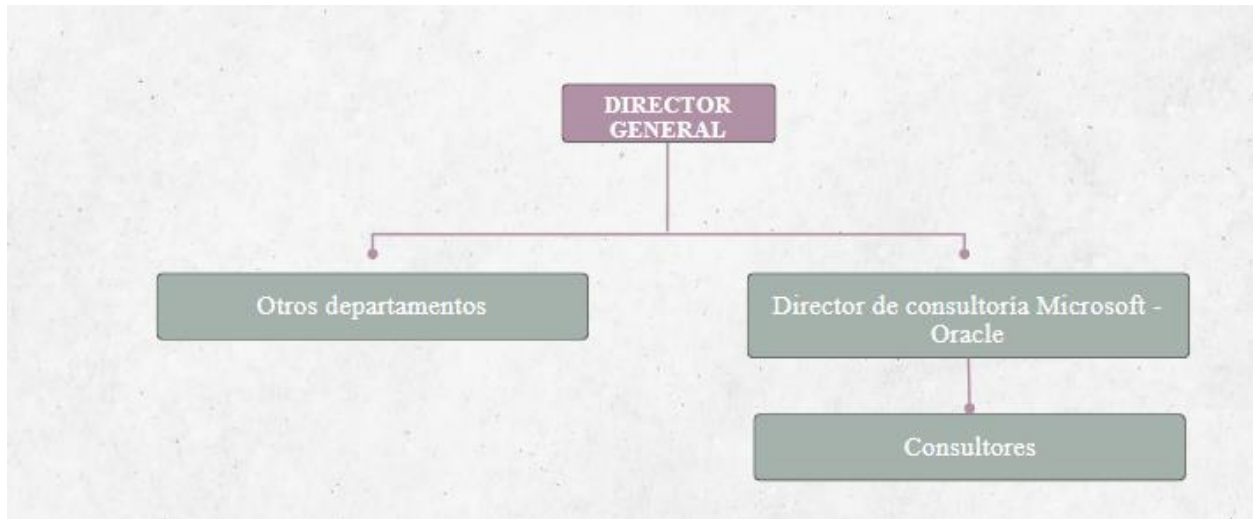 DIRECTOR
GENERAL
Otros departamentos
Director de consultoría Microsoft -
Oracle
Consultores